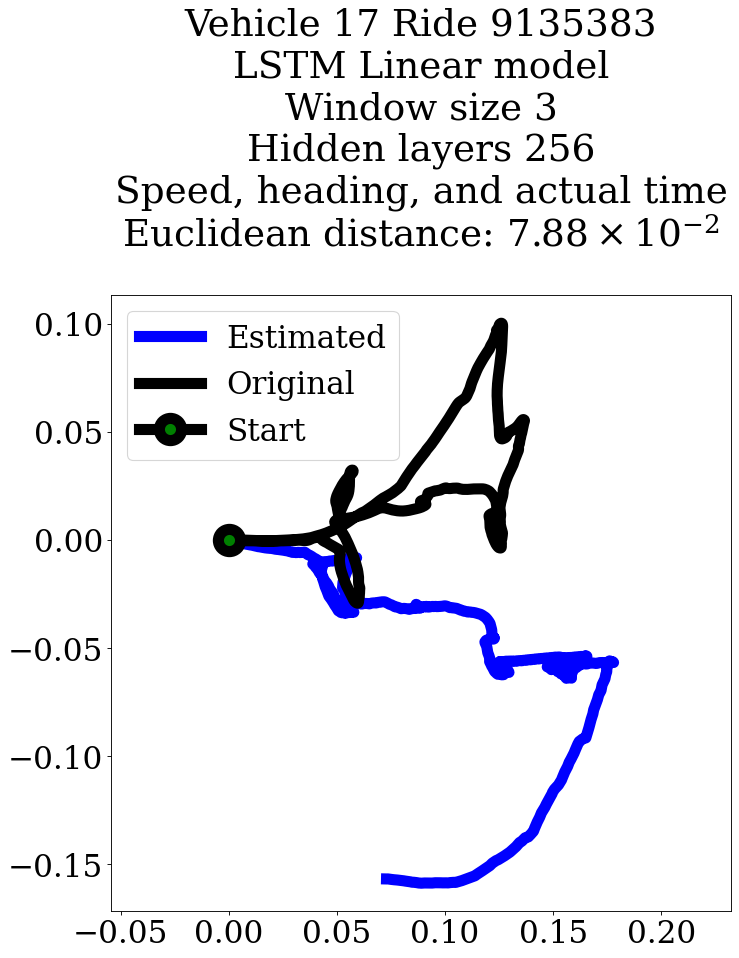 Vehicle 17 Ride 9135383
LSTM Linear model
Window size 3
Hidden layers 256
Speed, heading, and actual time
Euclidean distance: 7.88 × 10⁻²
Estimated
Original
Start
0.10
0.05
0.00
−0.05
−0.10
−0.15
−0.05 0.00 0.05 0.10 0.15 0.20